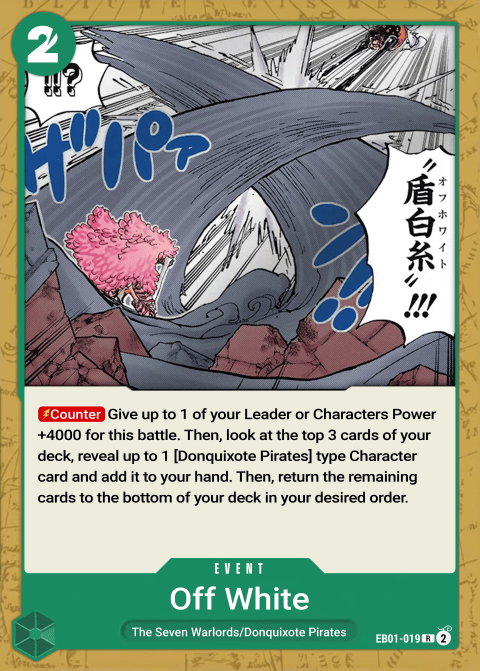 2
!!!?
ザパァ
オフホワイト
〝盾白糸〟!!!
ン!!
⚡Counter Give up to 1 of your Leader or Characters Power
+4000 for this battle. Then, look at the top 3 cards of your
deck, reveal up to 1 [Donquixote Pirates] type Character
card and add it to your hand. Then, return the remaining
cards to the bottom of your deck in your desired order.
EVENT
Off White
The Seven Warlords/Donquixote Pirates
EB01-019 R 2